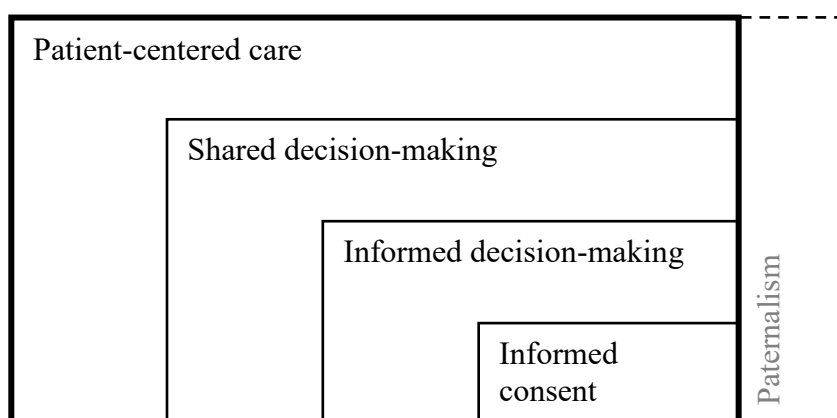 Patient-centered care
Shared decision-making
Informed decision-making
Informed
consent
Paternalism